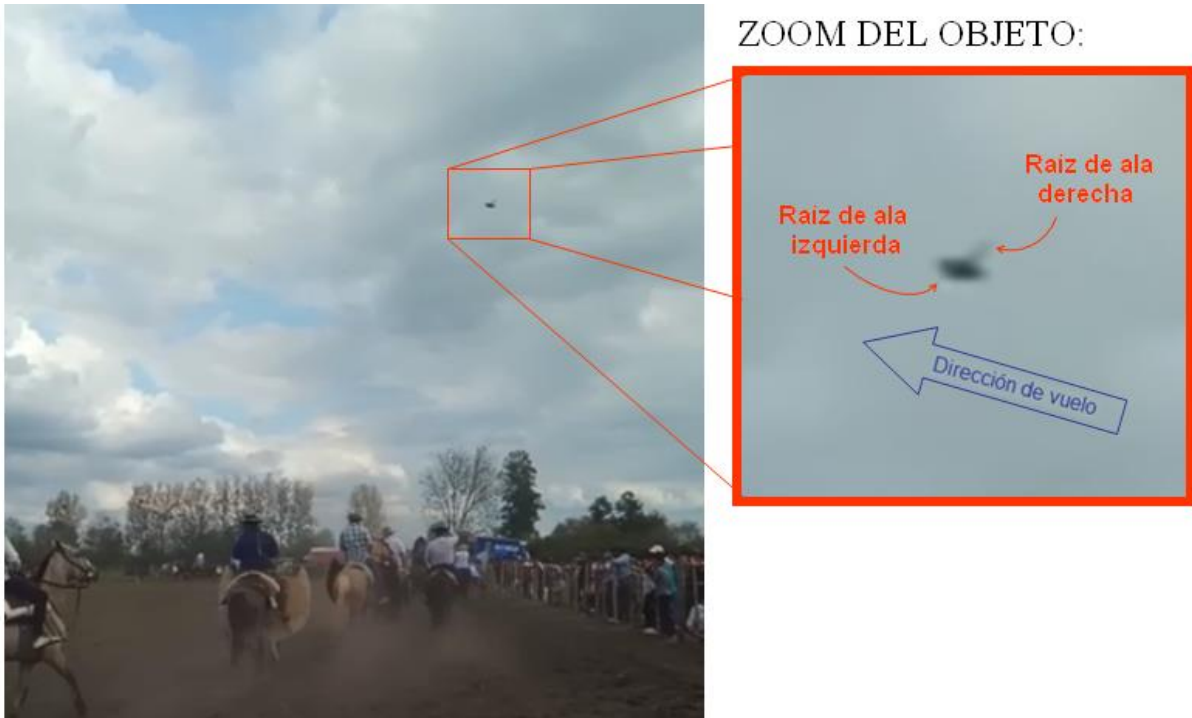 ZOOM DEL OBJETO:
Raiz de ala
derecha
Raiz de ala
izquierda
Dirección de vuelo